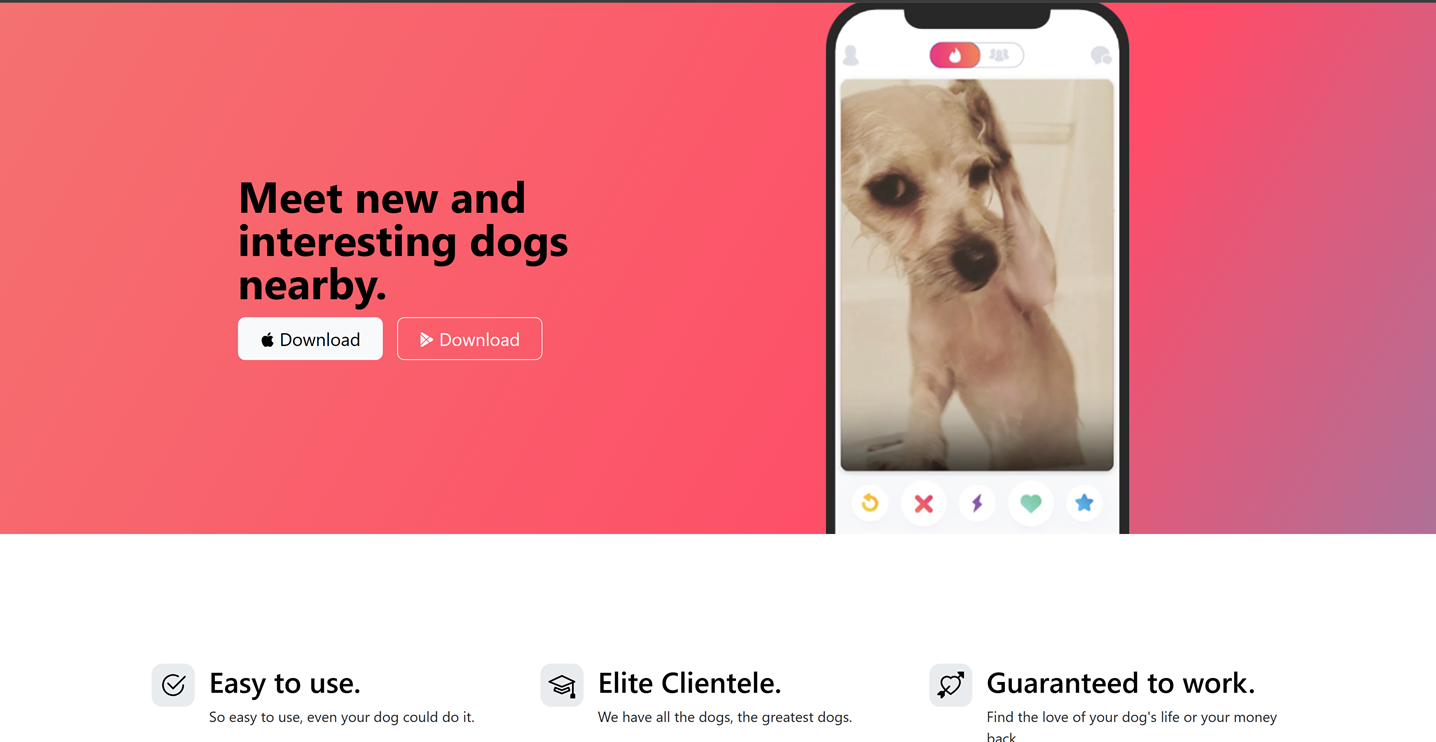 Meet new and
interesting dogs
nearby.
Download
Download
Easy to use.
So easy to use, even your dog could do it.
Elite Clientele.
We have all the dogs, the greatest dogs.
Guaranteed to work.
Find the love of your dog's life or your money
back